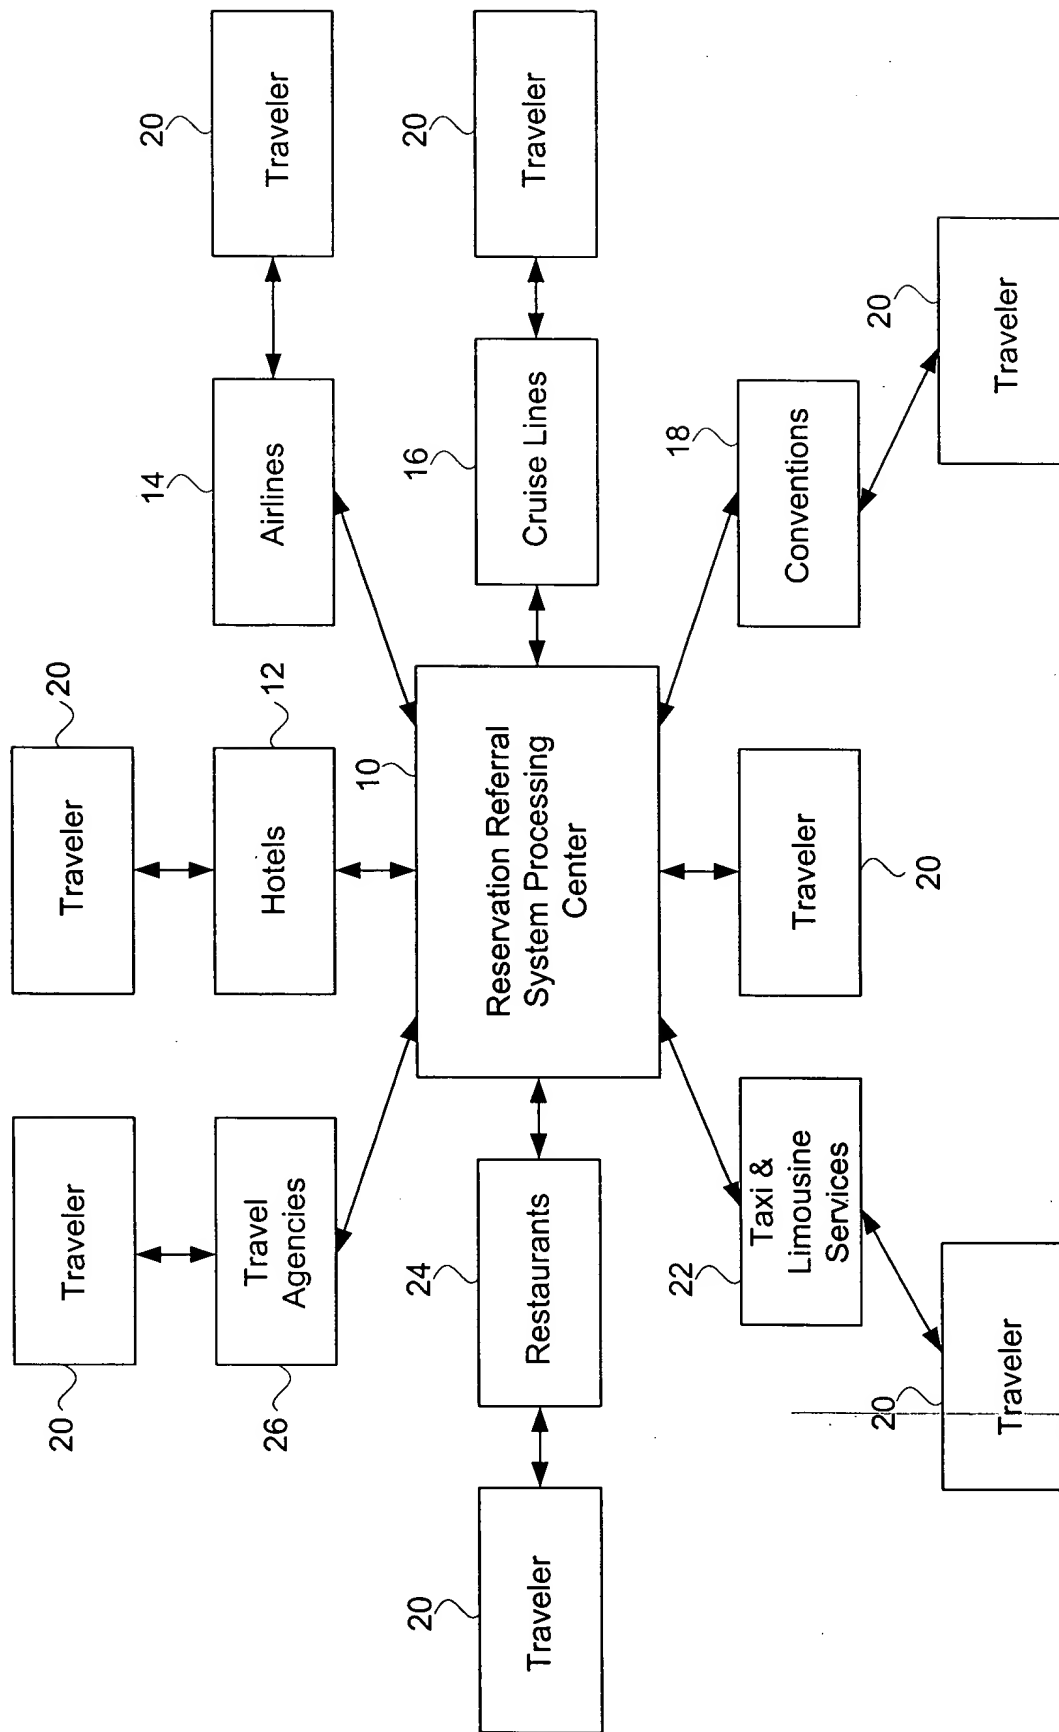 20
Traveler
20
Traveler
14
Airlines
16
Cruise Lines
18
Conventions
20
Traveler
20
Traveler
12
Hotels
10
Reservation Referral
System Processing
Center
Traveler
20
Traveler
20
Travel
Agencies
26
24
Restaurants
22
Taxi &
Limousine
Services
20
Traveler
20
Traveler